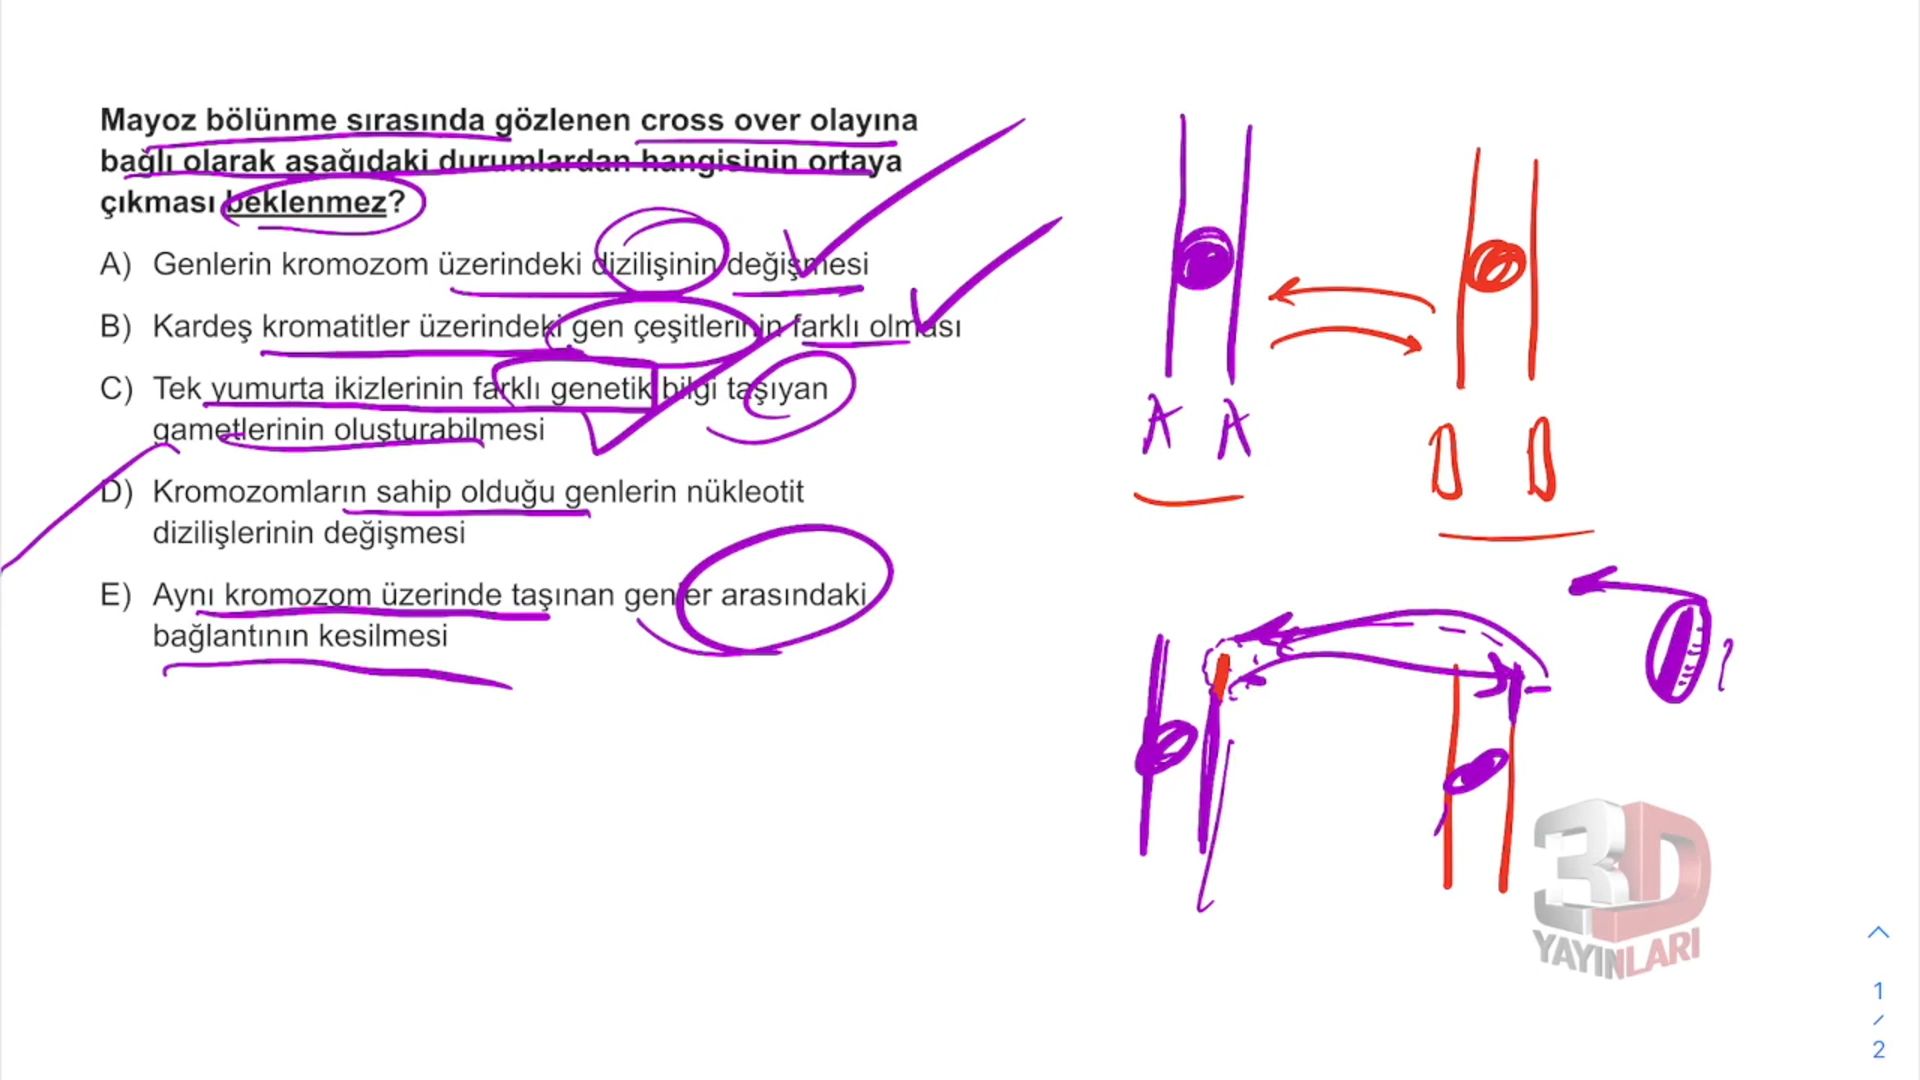 Mayoz bölünme sırasında gözlenen cross over olayına
bağlı olarak aşağıdaki durumlardan hangisinin ortaya
çıkması beklenmez?
A) Genlerin kromozom üzerindeki dizilişinin değişmesi
B) Kardeş kromatitler üzerindeki gen çeşitlerinin farklı olması
C) Tek yumurta ikizlerinin farklı genetik bilgi taşıyan
gametlerinin oluşturabilmesi
D) Kromozomların sahip olduğu genlerin nükleotit
dizilişlerinin değişmesi
E) Aynı kromozom üzerinde taşınan genler arasındaki
bağlantının kesilmesi
A A
3D
YAYINLARI
1
/
2